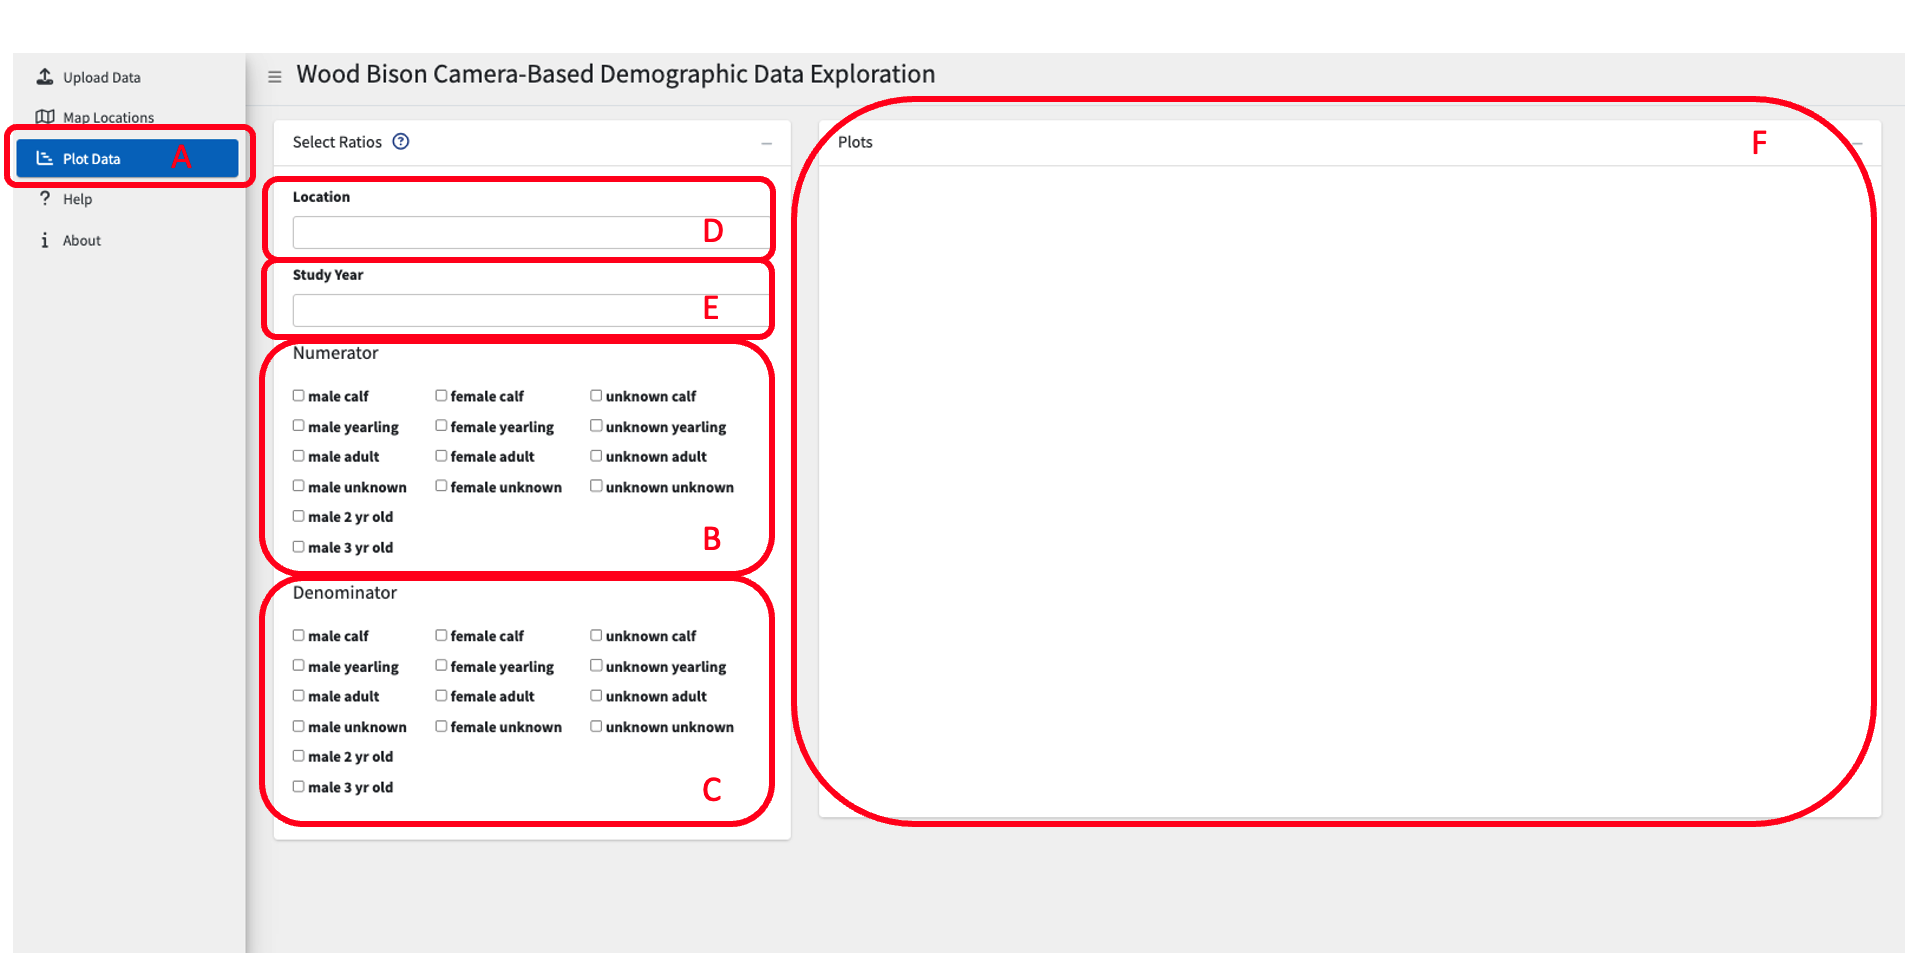 Upload Data
Map Locations
Plot Data A
Help
About
Wood Bison Camera-Based Demographic Data Exploration
Select Ratios ?
Location
D
Study Year
E
Numerator
male calf female calf unknown calf
male yearling female yearling unknown yearling
male adult female adult unknown adult
male unknown female unknown unknown unknown
male 2 yr old
male 3 yr old
B
Denominator
male calf female calf unknown calf
male yearling female yearling unknown yearling
male adult female adult unknown adult
male unknown female unknown unknown unknown
male 2 yr old
male 3 yr old
C
Plots F